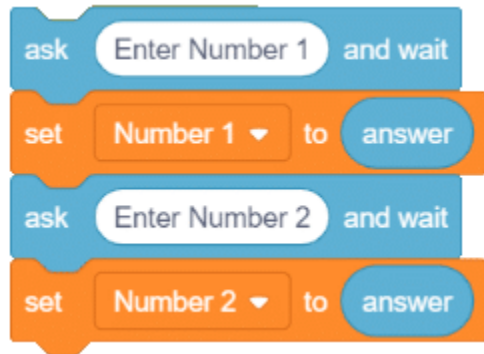 ask Enter Number 1 and wait
set Number 1 to answer
ask Enter Number 2 and wait
set Number 2 to answer